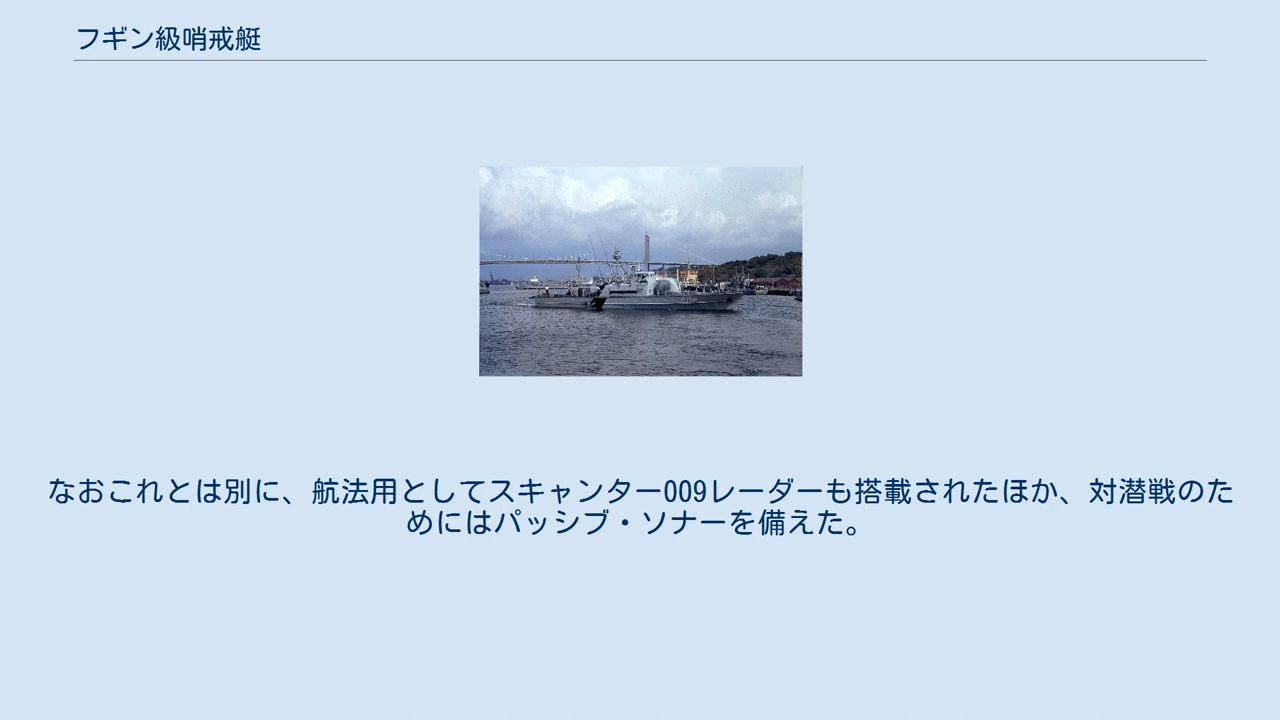 フギン級哨戒艇
なおこれとは別に、航法用としてスキャンター009レーダーも搭載されたほか、対潜戦のた
めにはパッシブ・ソナーを備えた。